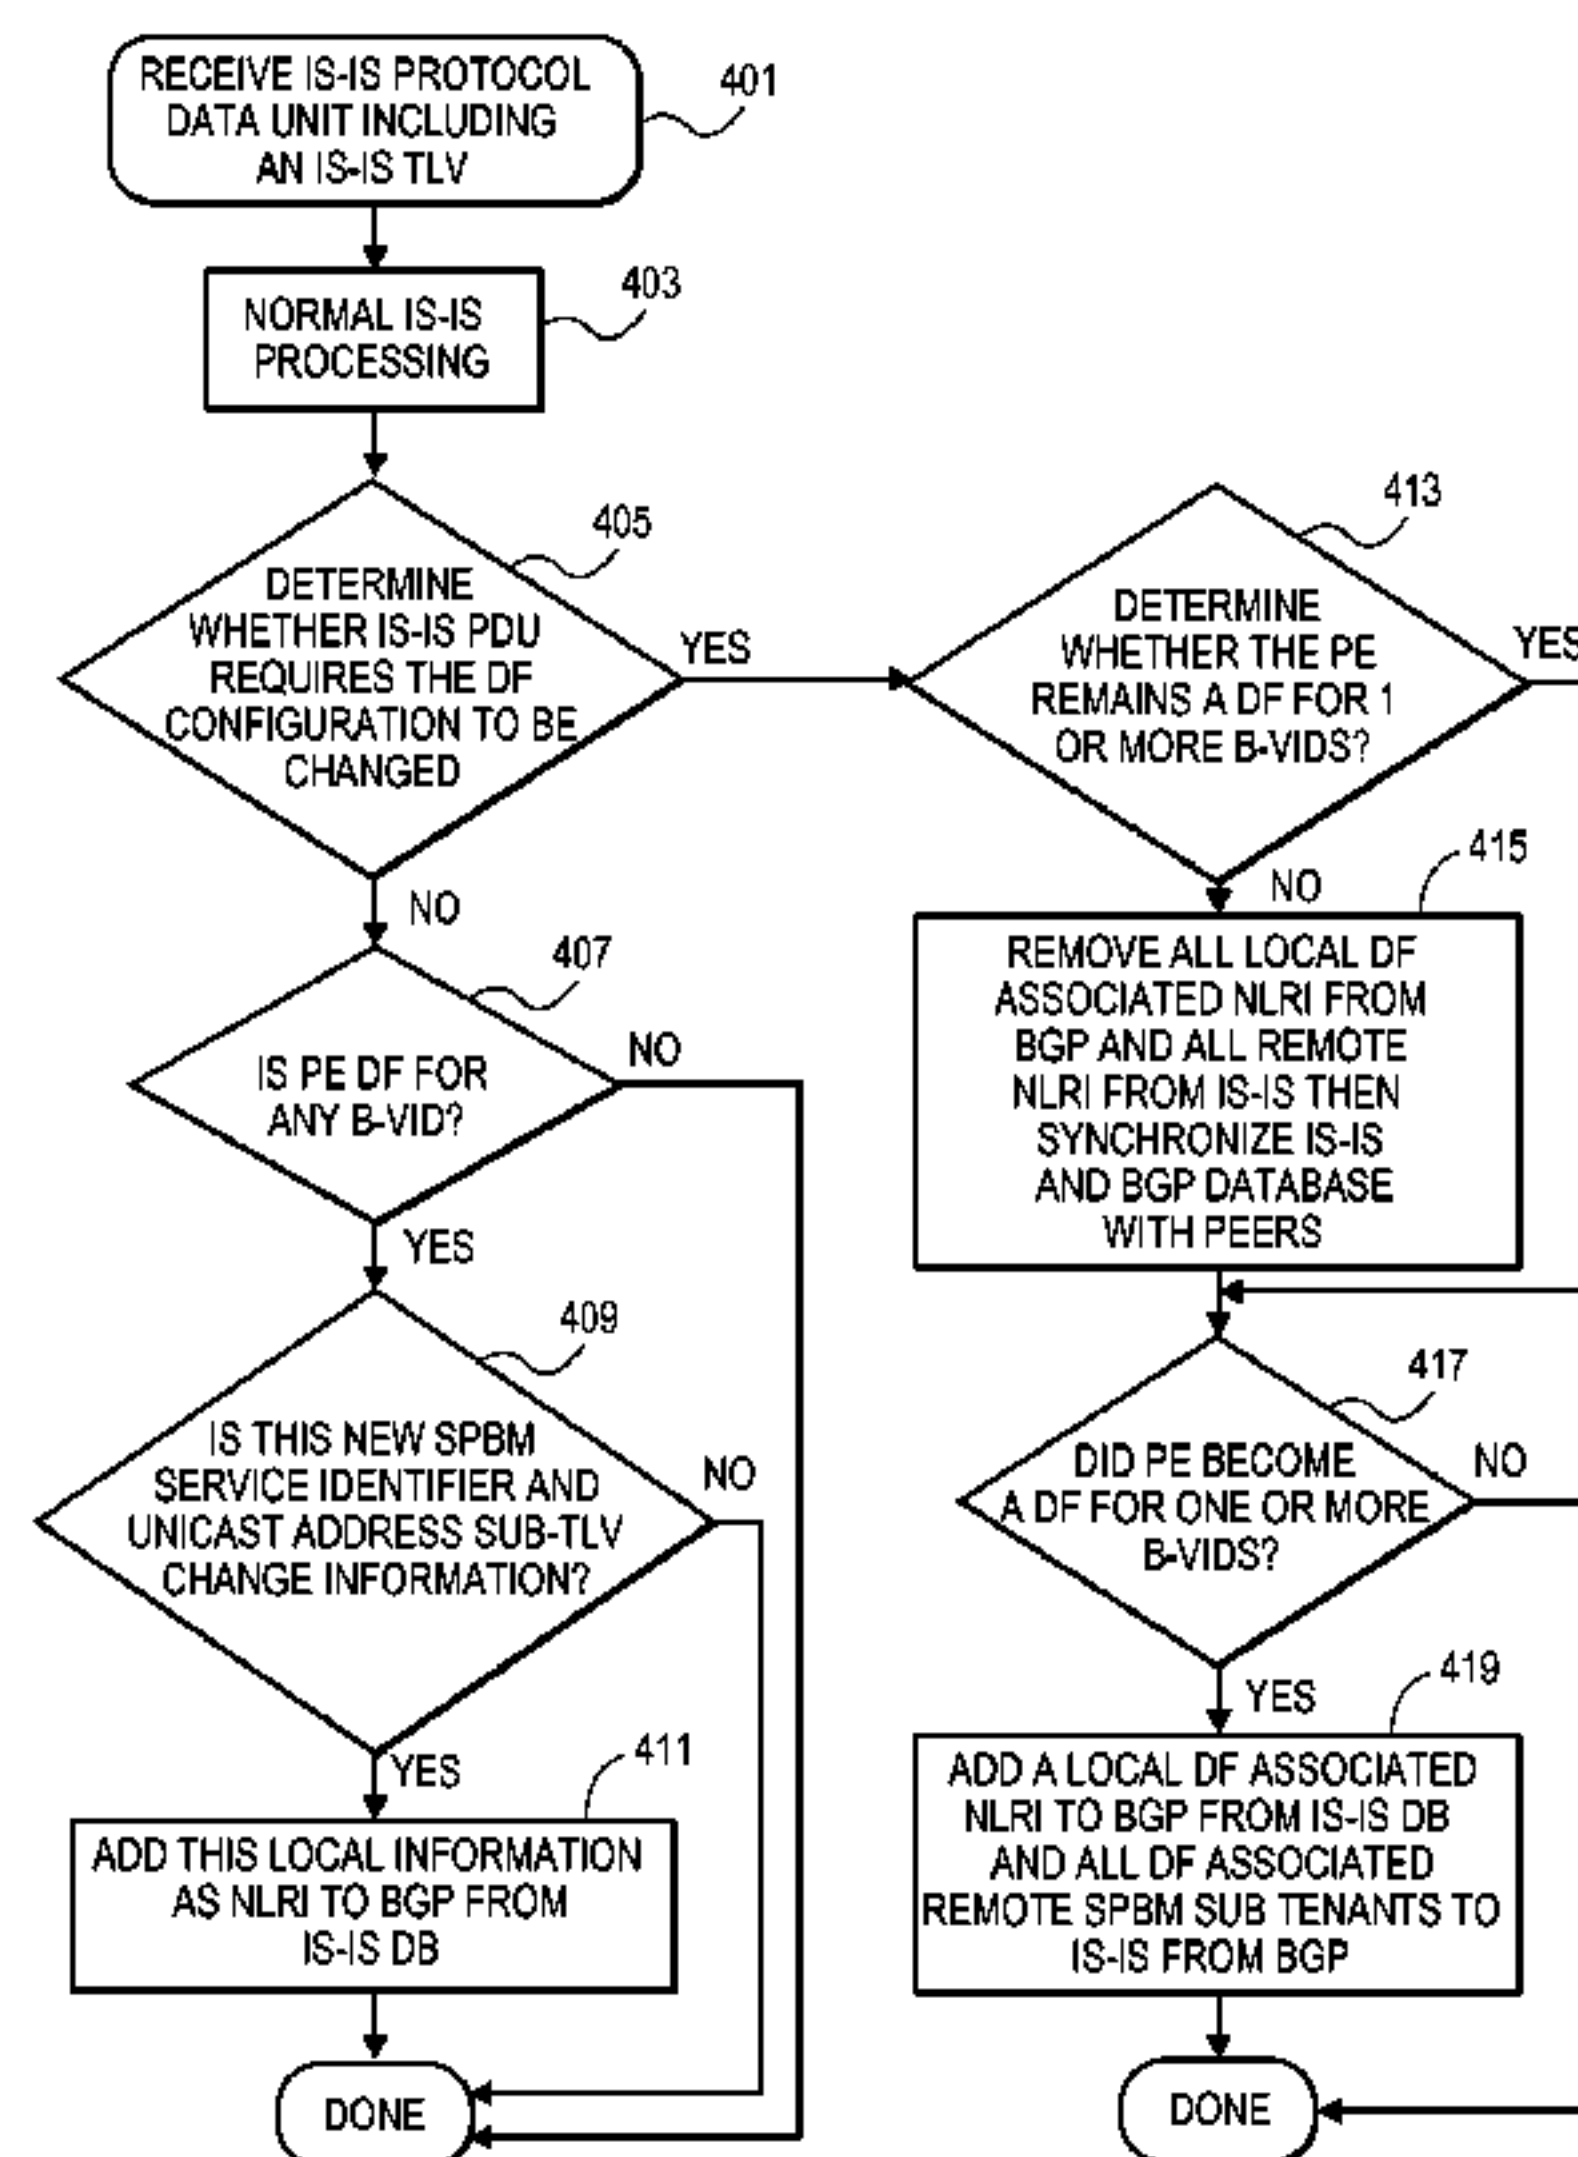 RECEIVE IS-IS PROTOCOL
DATA UNIT INCLUDING
AN IS-IS TLV
401
NORMAL IS-IS
PROCESSING
403
DETERMINE
WHETHER IS-IS PDU
REQUIRES THE DF
CONFIGURATION TO BE
CHANGED
405
YES
NO
IS PE DF FOR
ANY B-VID?
407
NO
YES
IS THIS NEW SPBM
SERVICE IDENTIFIER AND
UNICAST ADDRESS SUB-TLV
CHANGE INFORMATION?
409
NO
YES
411
ADD THIS LOCAL INFORMATION
AS NLRI TO BGP FROM
IS-IS DB
DONE
413
DETERMINE
WHETHER THE PE
REMAINS A DF FOR 1
OR MORE B-VIDS?
YES
NO
415
REMOVE ALL LOCAL DF
ASSOCIATED NLRI FROM
BGP AND ALL REMOTE
NLRI FROM IS-IS THEN
SYNCHRONIZE IS-IS
AND BGP DATABASE
WITH PEERS
417
DID PE BECOME
A DF FOR ONE OR MORE
B-VIDS?
NO
YES
419
ADD A LOCAL DF ASSOCIATED
NLRI TO BGP FROM IS-IS DB
AND ALL DF ASSOCIATED
REMOTE SPBM SUB TENANTS TO
IS-IS FROM BGP
DONE